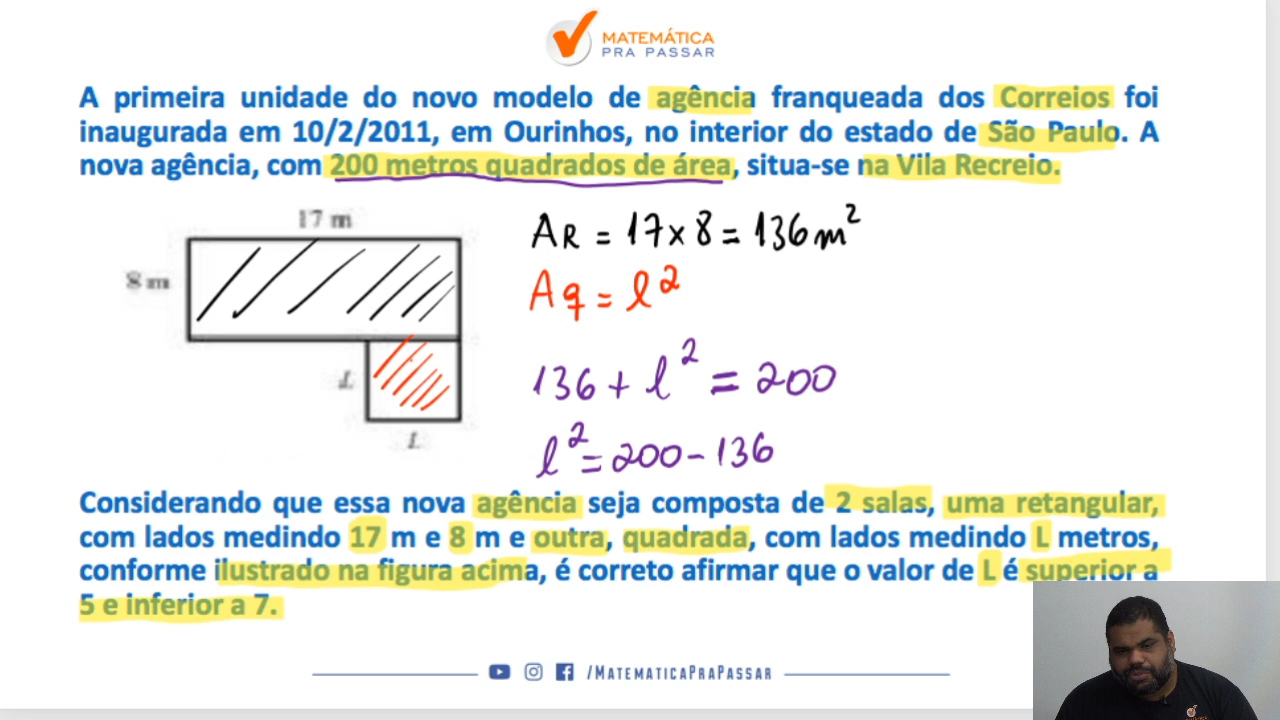 MATEMÁTICA
PRA PASSAR
A primeira unidade do novo modelo de agência franqueada dos Correios foi
inaugurada em 10/2/2011, em Ourinhos, no interior do estado de São Paulo. A
nova agência, com 200 metros quadrados de área, situa-se na Vila Recreio.
17 m
8 m
L
L
AR = 17 x 8 = 136 m²
Aq = l²
136 + l² = 200
l² = 200 - 136
Considerando que essa nova agência seja composta de 2 salas, uma retangular,
com lados medindo 17 m e 8 m e outra, quadrada, com lados medindo L metros,
conforme ilustrado na figura acima, é correto afirmar que o valor de L é superior a
5 e inferior a 7.
/MATEMATICAPRAPASSAR